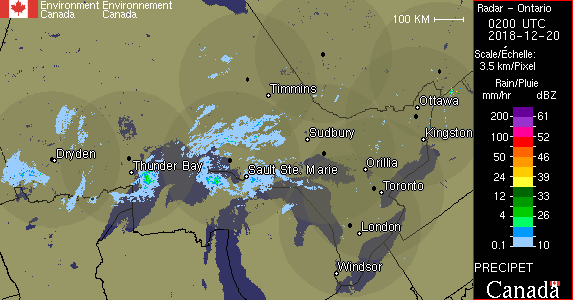 Environment Environnement
Canada Canada
100 KM
Timmins
Ottawa
Sudbury
Kingston
Dryden
Thunder Bay
Sault Ste. Marie
Orillia
Toronto
London
Windsor
Radar - Ontario
0200 UTC
2018-12-20
Scale/Échelle:
3.5 km/Pixel
Rain/Pluie
mm/hr dBZ
200 61
100 52
50 46
24 39
12 33
4 26
0.1 10
PRECIPET
Canada